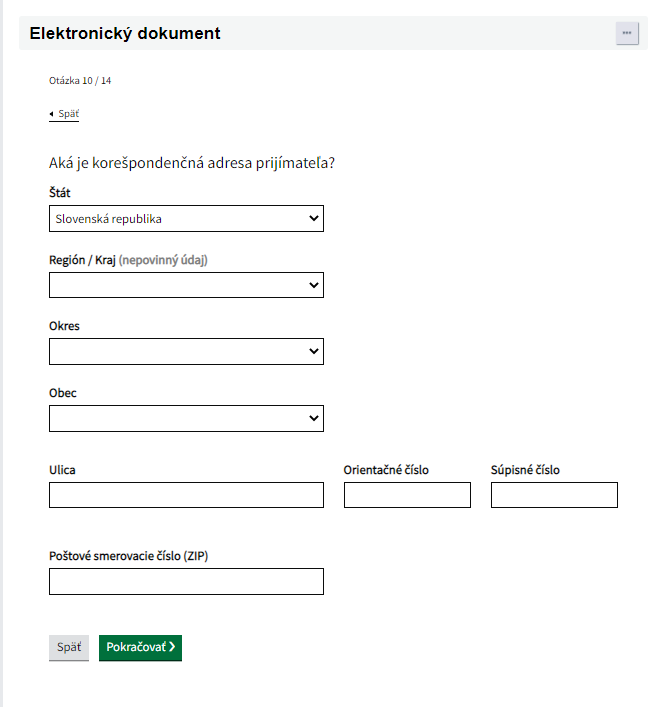 Elektronický dokument
Otázka 10 / 14
Späť
Aká je korešpondenčná adresa prijímateľa?
Štát
Slovenská republika
Región / Kraj (nepovinný údaj)
Okres
Obec
Ulica
Orientačné číslo
Súpisné číslo
Poštové smerovacie číslo (ZIP)
Späť
Pokračovať